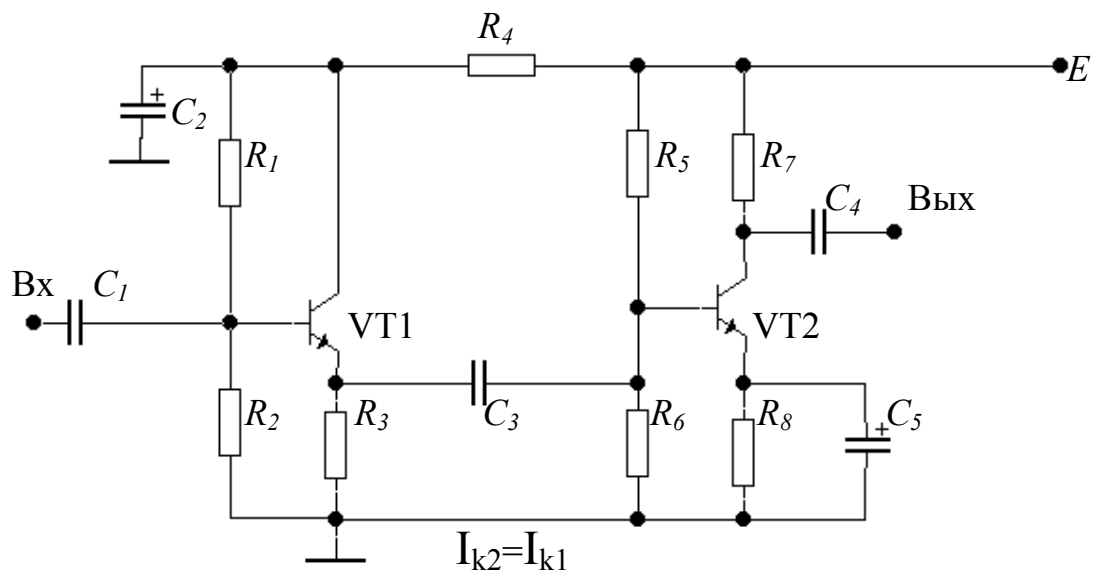 R₄
E
C₂
R₁
R₅
R₇
C₄
Вых
Вх
C₁
VT1
VT2
R₂
R₃
C₃
R₆
R₈
C₅
Iₖ₂=Iₖ₁